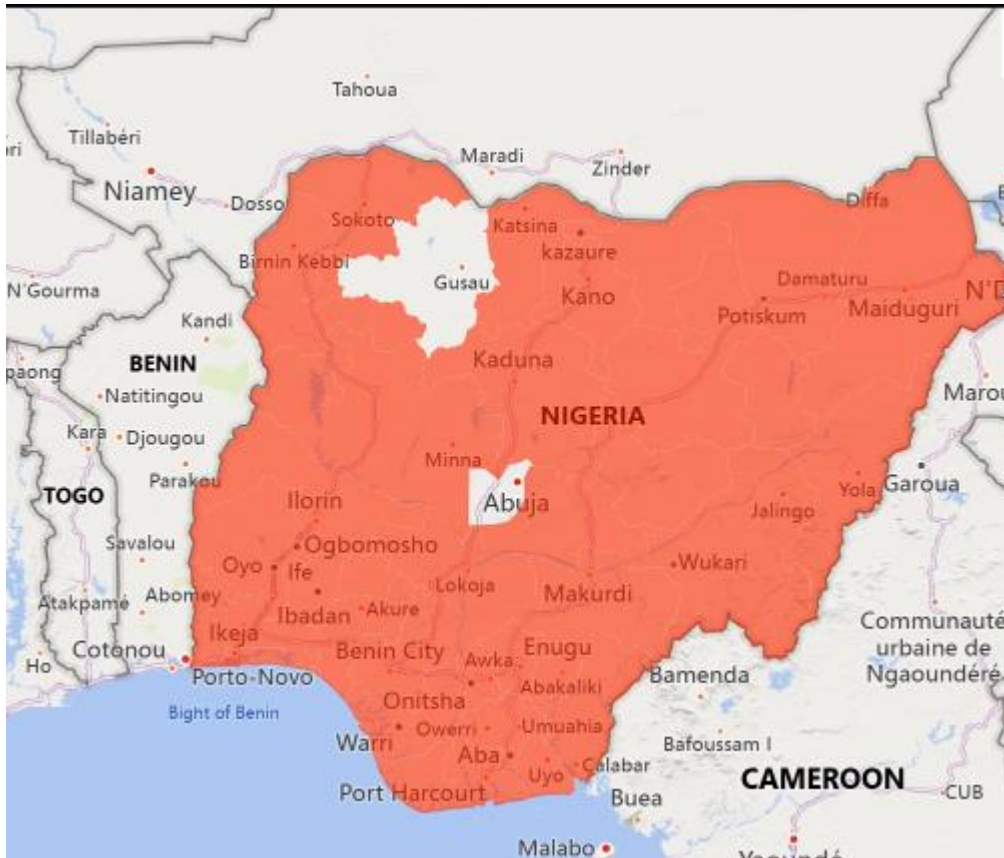 Tahoua
Tillabéri
Maradi
Zinder
Niamey
Dosso
Sokoto
Katsina
Diffa
kazaure
Birnin Kebbi
Gusau
Damaturu
N'Gourma
Kano
Maiduguri
Potiskum
Kandi
Kaduna
BENIN
Natitingou
NIGERIA
Kara
Djougou
Minna
Parakou
Garoua
TOGO
Abuja
Yola
Ilorin
Jalingo
Savalou
Ogbomosho
Oyo
Ife
Wukari
Lokoja
Makurdi
Atakpamé
Abomey
Ibadan
Akure
Communauté
urbaine de
Ngaoundéré
Ikeja
Cotonou
Benin City
Enugu
Ho
Awka
Porto-Novo
Bamenda
Abakaliki
Onitsha
Bight of Benin
Owerri
Umuahia
Warri
Bafoussam I
Aba
Uyo
Calabar
CAMEROON
Port Harcourt
Buea
CUB
Malabo